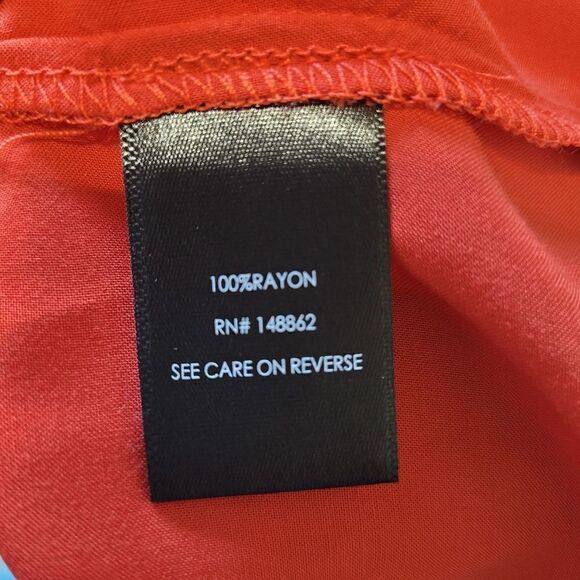 100%RAYON
RN# 148862
SEE CARE ON REVERSE